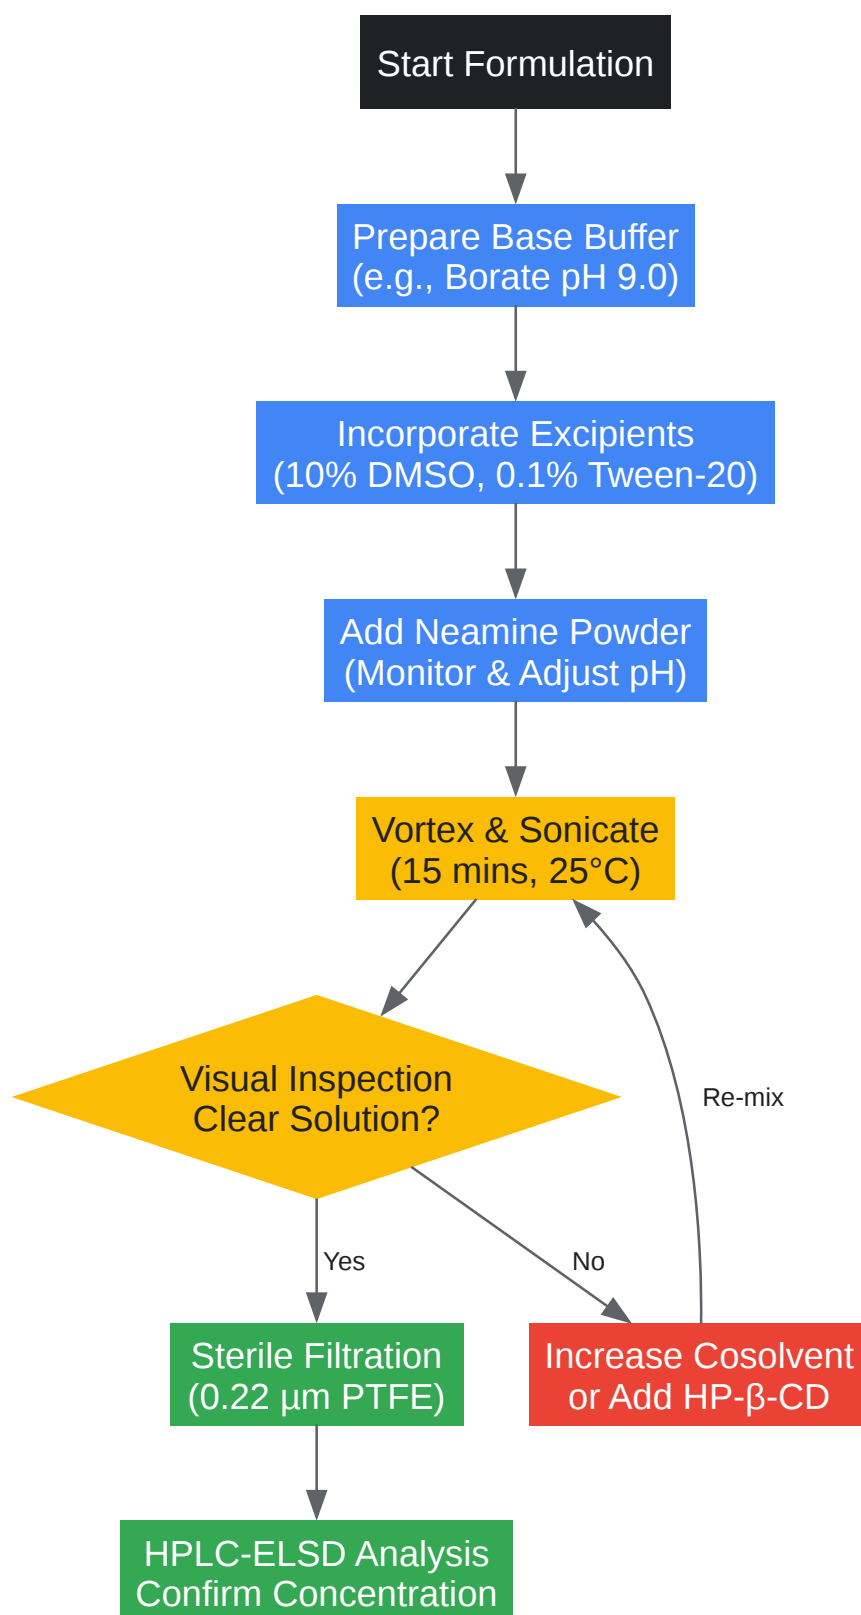 Start Formulation
Prepare Base Buffer
(e.g., Borate pH 9.0)
Incorporate Excipients
(10% DMSO, 0.1% Tween-20)
Add Neamine Powder
(Monitor & Adjust pH)
Vortex & Sonicate
(15 mins, 25°C)
Visual Inspection
Clear Solution?
Re-mix
Yes
No
Sterile Filtration
(0.22 µm PTFE)
Increase Cosolvent
or Add HP-β-CD
HPLC-ELSD Analysis
Confirm Concentration